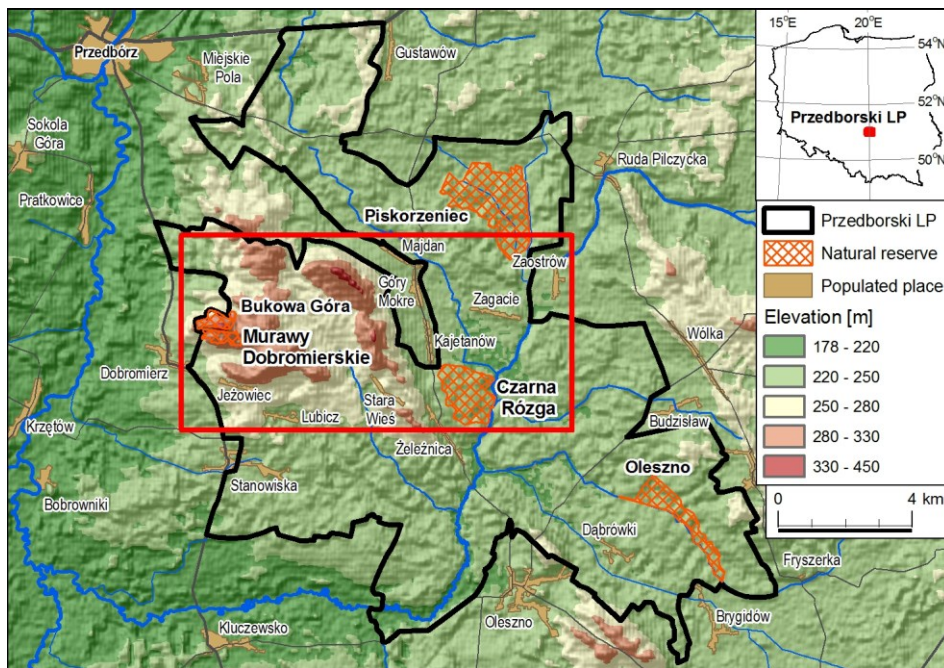 Przedbórz
Miejskie
Pola
Gustawów
Sokola
Góra
Pratkowice
Ruda Pilczycka
Piskorzeniec
Majdan
Zaostrów
Góry
Mokre
Zagacie
Bukowa Góra
Murawy
Dobromierskie
Kajetanów
Wólka
Dobromierz
Jeżowiec
Lubicz
Stara
Wieś
Czarna
Rózga
Krzętów
Budzisław
Żeleźnica
Oleszno
Stanowiska
Bobrowniki
Dąbrówki
Fryszerka
Oleszno
Brygidów
Kluczewsko
15°E
20°E
54°N
52°N
50°N
Przedborski LP
Przedborski LP
Natural reserve
Populated place
Elevation [m]
178 - 220
220 - 250
250 - 280
280 - 330
330 - 450
0
4 km